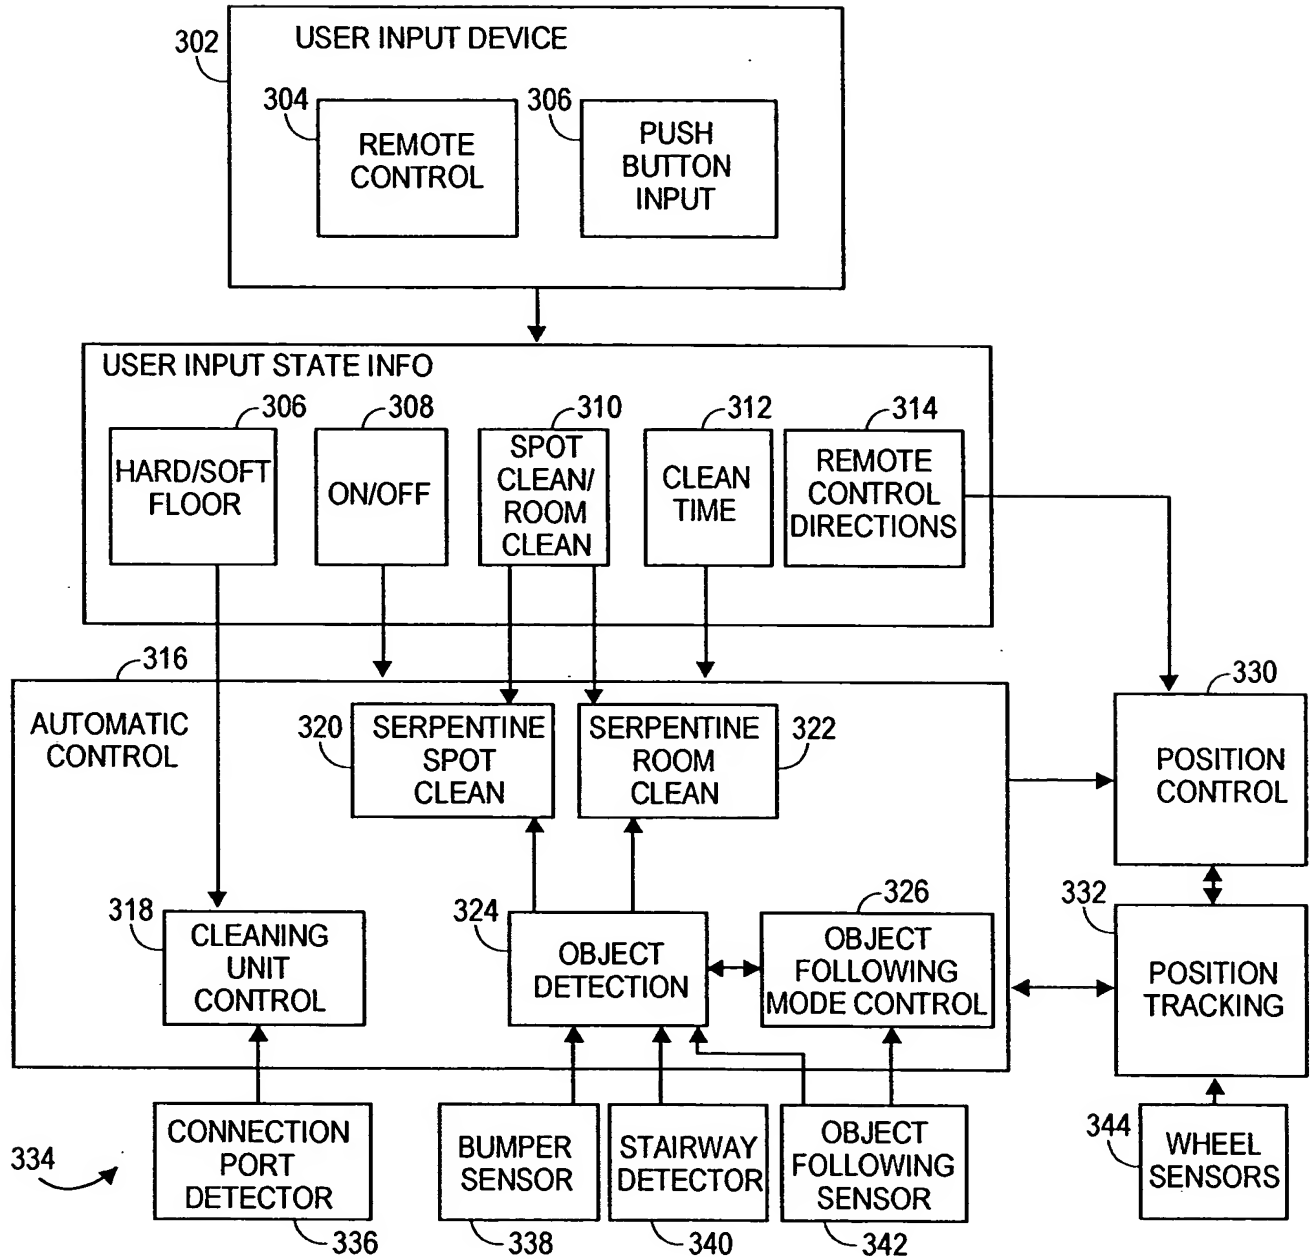 302
USER INPUT DEVICE
304
REMOTE
CONTROL
306
PUSH
BUTTON
INPUT
USER INPUT STATE INFO
306
HARD/SOFT
FLOOR
308
ON/OFF
310
SPOT
CLEAN/
ROOM
CLEAN
312
CLEAN
TIME
314
REMOTE
CONTROL
DIRECTIONS
316
AUTOMATIC
CONTROL
320
SERPENTINE
SPOT
CLEAN
SERPENTINE
ROOM
CLEAN
322
330
POSITION
CONTROL
318
CLEANING
UNIT
CONTROL
324
OBJECT
DETECTION
326
OBJECT
FOLLOWING
MODE CONTROL
332
POSITION
TRACKING
334
CONNECTION
PORT
DETECTOR
336
BUMPER
SENSOR
338
STAIRWAY
DETECTOR
340
OBJECT
FOLLOWING
SENSOR
342
344
WHEEL
SENSORS